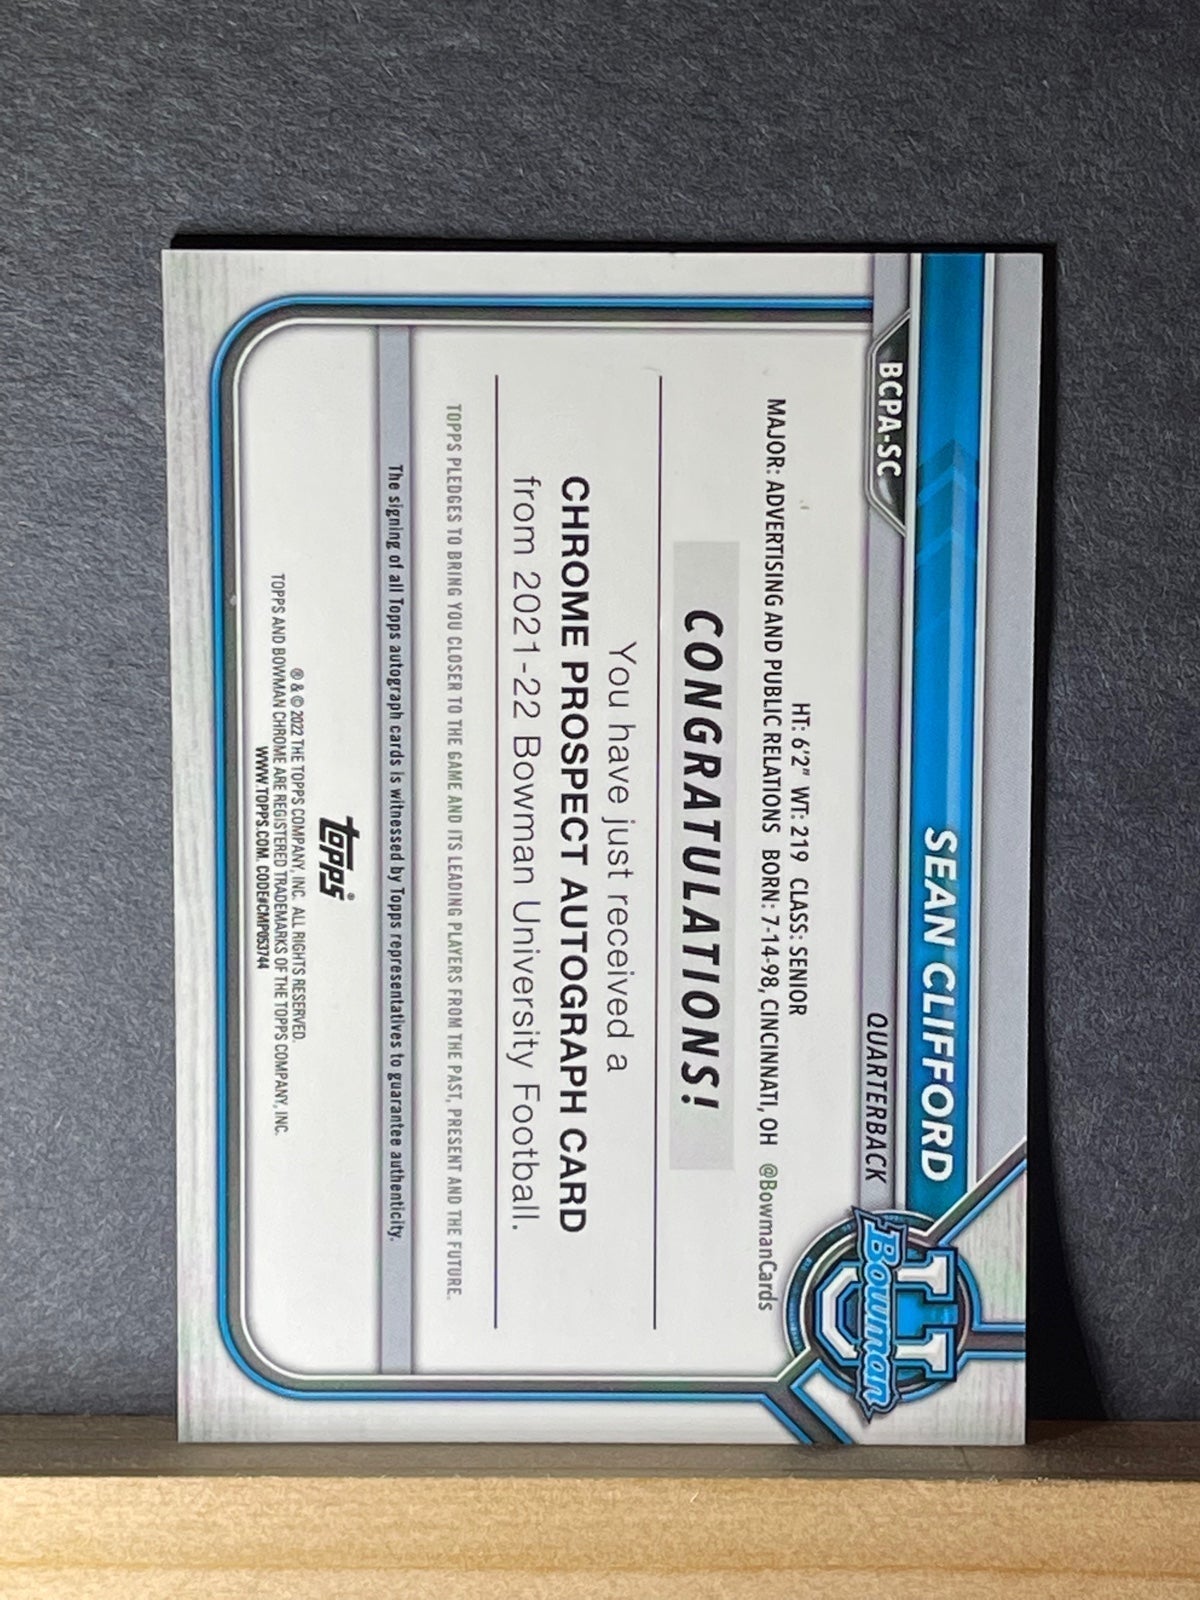 SEAN CLIFFORD
BCPA-SC
QUARTERBACK
U
Bowman
HT: 6'2" WT: 219 CLASS: SENIOR
MAJOR: ADVERTISING AND PUBLIC RELATIONS BORN: 7-14-98, CINCINNATI, OH @BowmanCards
CONGRATULATIONS!
You have just received a
CHROME PROSPECT AUTOGRAPH CARD
from 2021-22 Bowman University Football.
TOPPS PLEDGES TO BRING YOU CLOSER TO THE GAME AND ITS LEADING PLAYERS FROM THE PAST, PRESENT AND THE FUTURE.
The signing of all Topps autograph cards is witnessed by Topps representatives to guarantee authenticity.
topps®
® & © 2022 THE TOPPS COMPANY, INC. ALL RIGHTS RESERVED.
TOPPS AND BOWMAN CHROME ARE REGISTERED TRADEMARKS OF THE TOPPS COMPANY, INC.
WWW.TOPPS.COM. CODE#CMP053744